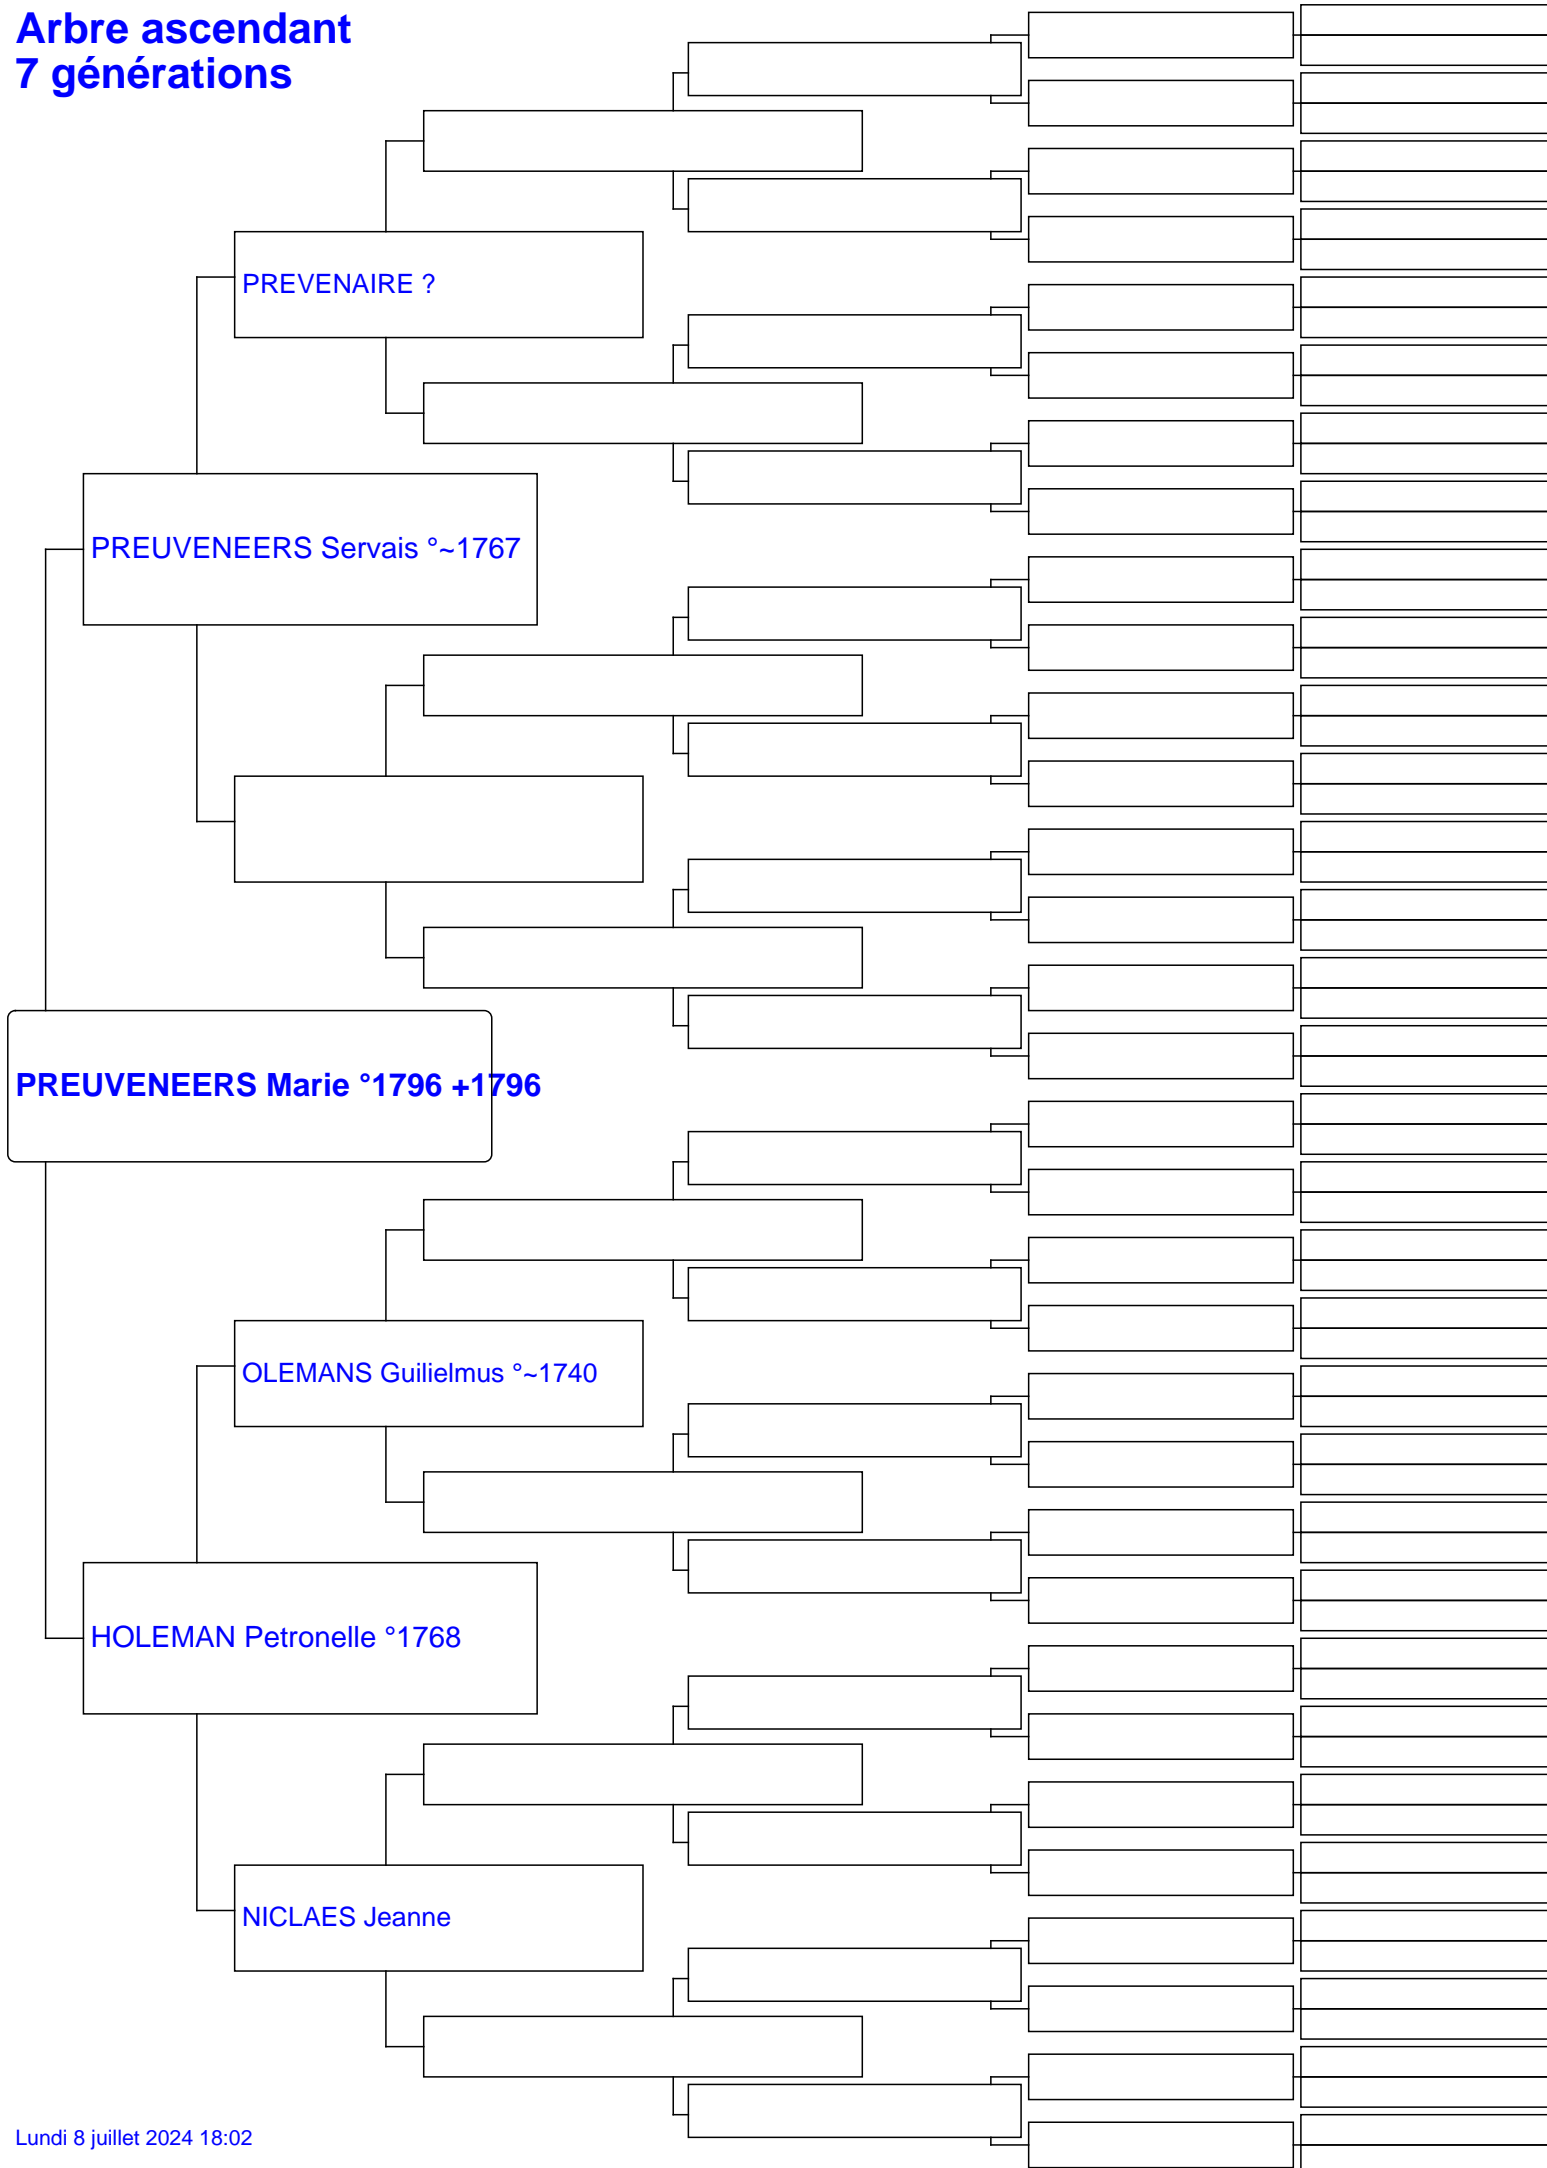 Arbre ascendant
7 générations
PREVENAIRE ?
PREUVENEERS Servais °~1767
PREUVENEERS Marie °1796 +1796
OLEMANS Guilielmus °~1740
HOLEMAN Petronelle °1768
NICLAES Jeanne
Lundi 8 juillet 2024 18:02